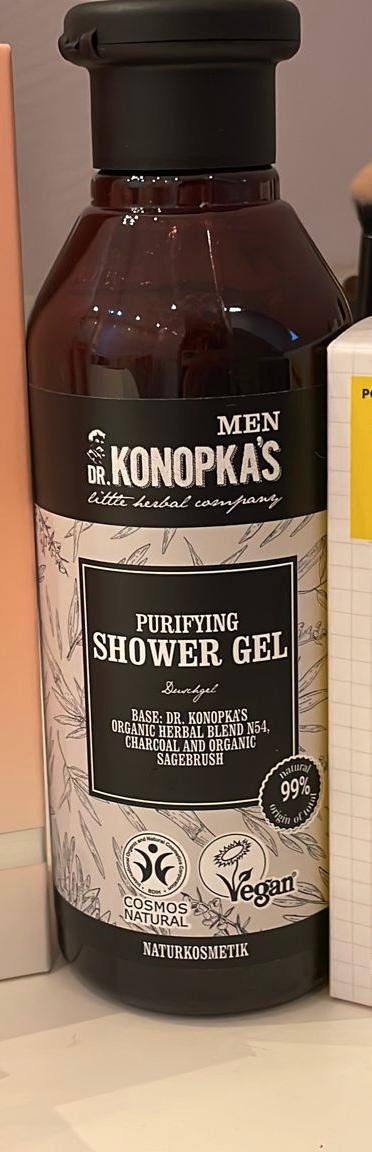 MEN
DR. KONOPKA'S
little herbal company
PURIFYING
SHOWER GEL
Duschgel
BASE: DR. KONOPKA'S
ORGANIC HERBAL BLEND N54,
CHARCOAL AND ORGANIC
SAGEBRUSH
natural
99%
origin of total
BDIH
COSMOS
NATURAL
Vegan
NATURKOSMETIK